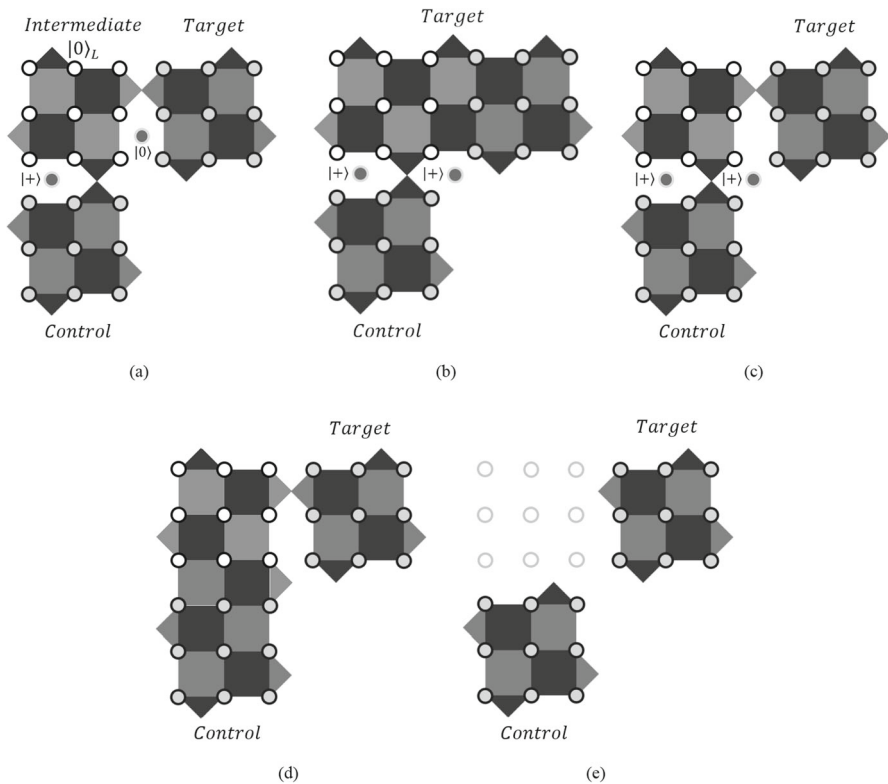 Intermediate Target
|0⟩_L
|0⟩
|+⟩
Control
(a)
Target
|+⟩ |+⟩
Control
(b)
Target
|+⟩ |+⟩
Control
(c)
Target
Control
(d)
Target
Control
(e)